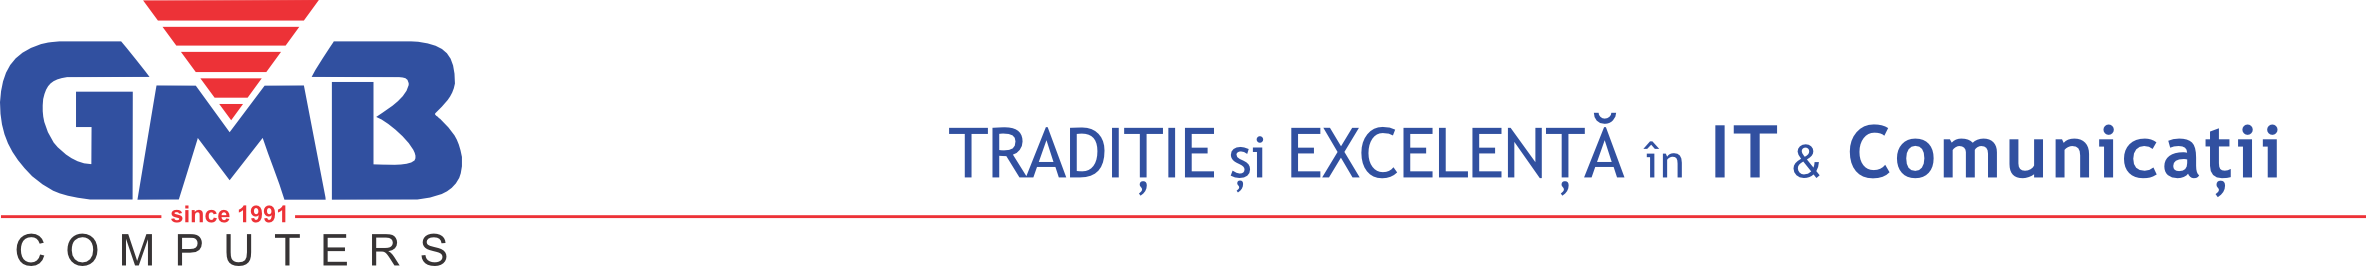 GMB
TRADIȚIE și EXCELENȚĂ în IT & Comunicații
since 1991
COMPUTERS